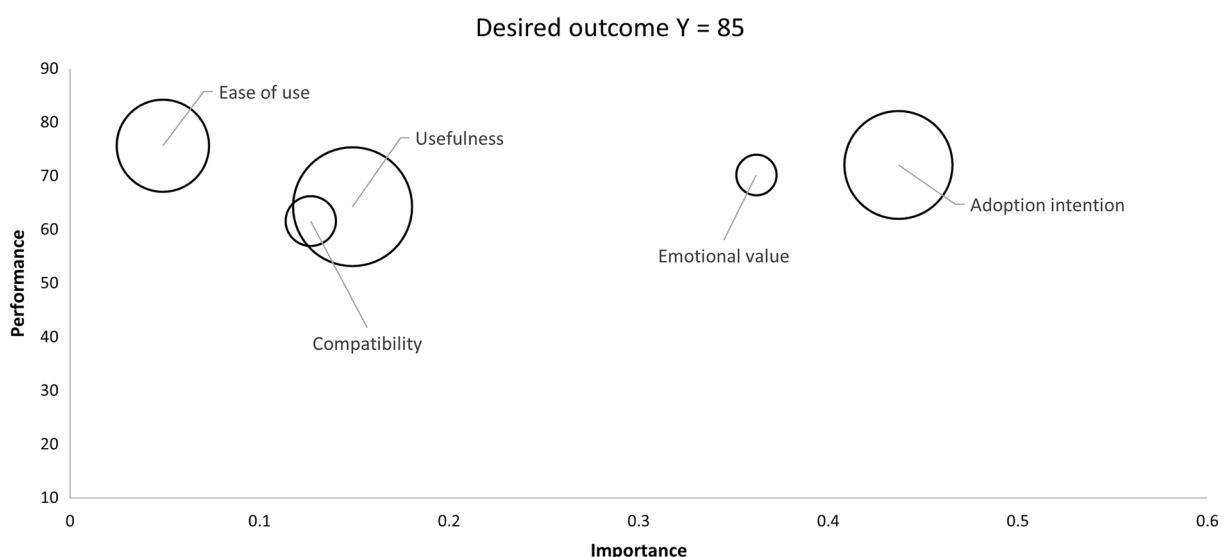 Desired outcome Y = 85
90
80
70
60
50
40
30
20
10
Performance
Ease of use
Usefulness
Compatibility
Emotional value
Adoption intention
0
0.1
0.2
0.3
0.4
0.5
0.6
Importance